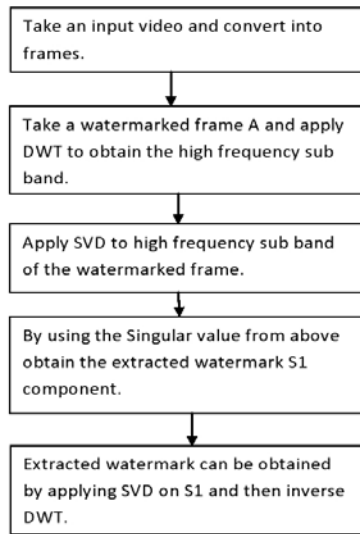 Take an input video and convert into
frames.
Take a watermarked frame A and apply
DWT to obtain the high frequency sub
band.
Apply SVD to high frequency sub band
of the watermarked frame.
By using the Singular value from above
obtain the extracted watermark S1
component.
Extracted watermark can be obtained
by applying SVD on S1 and then inverse
DWT.